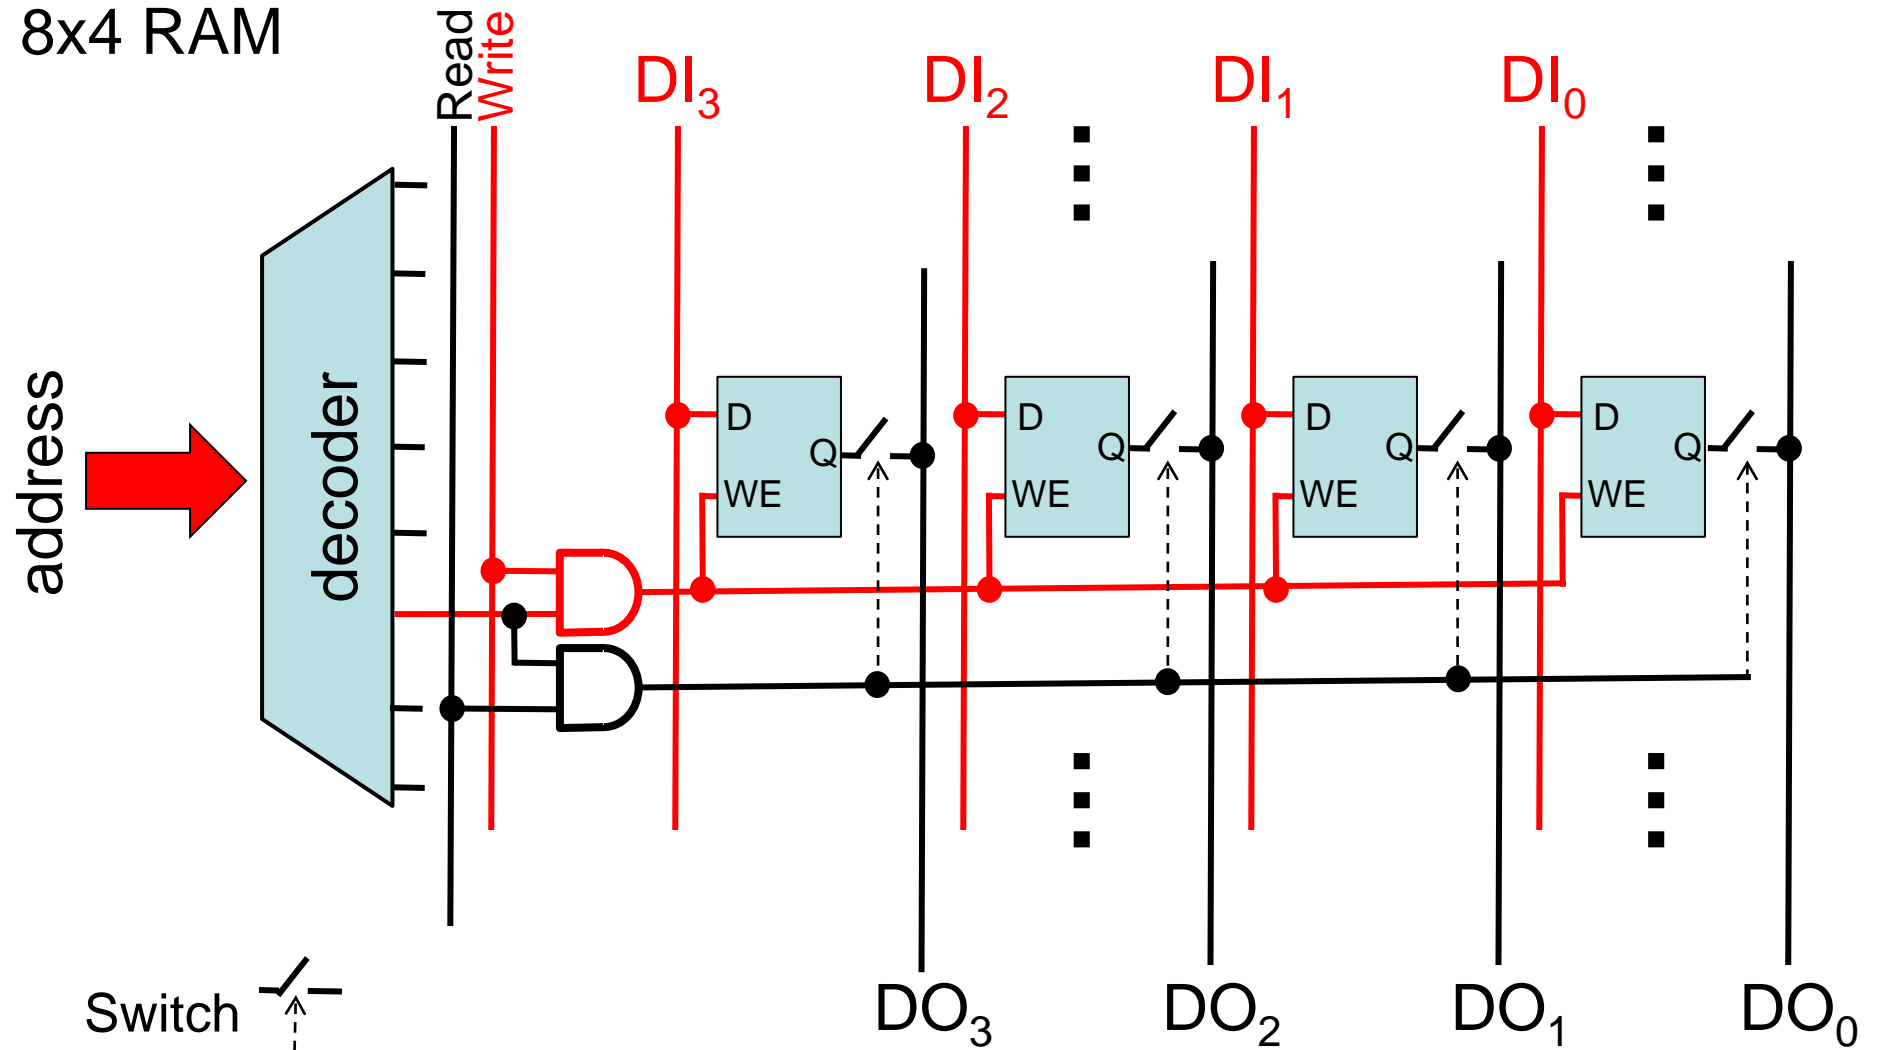 8x4 RAM
Read
Write
DI₃
DI₂
DI₁
DI₀
address
decoder
D
Q
WE
D
Q
WE
D
Q
WE
D
Q
WE
Switch
DO₃
DO₂
DO₁
DO₀